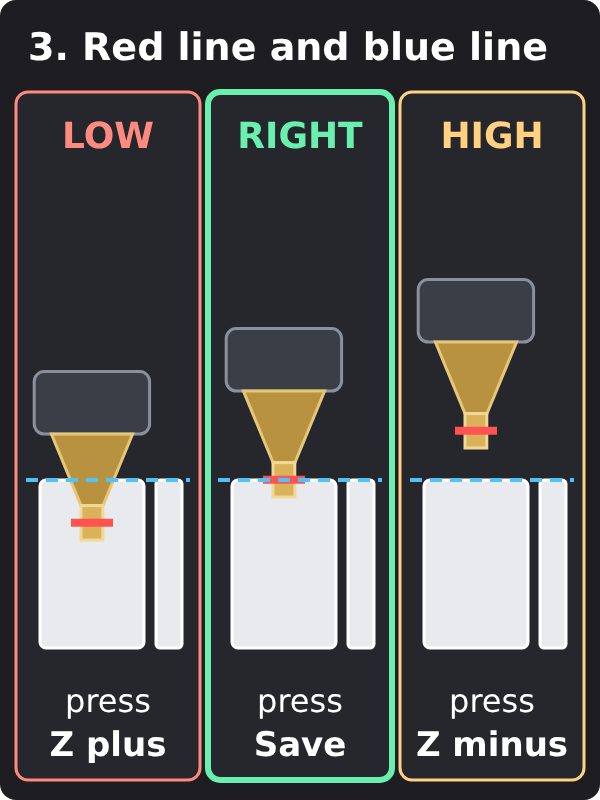 3. Red line and blue line
LOW
RIGHT
HIGH
press
Z plus
press
Save
press
Z minus